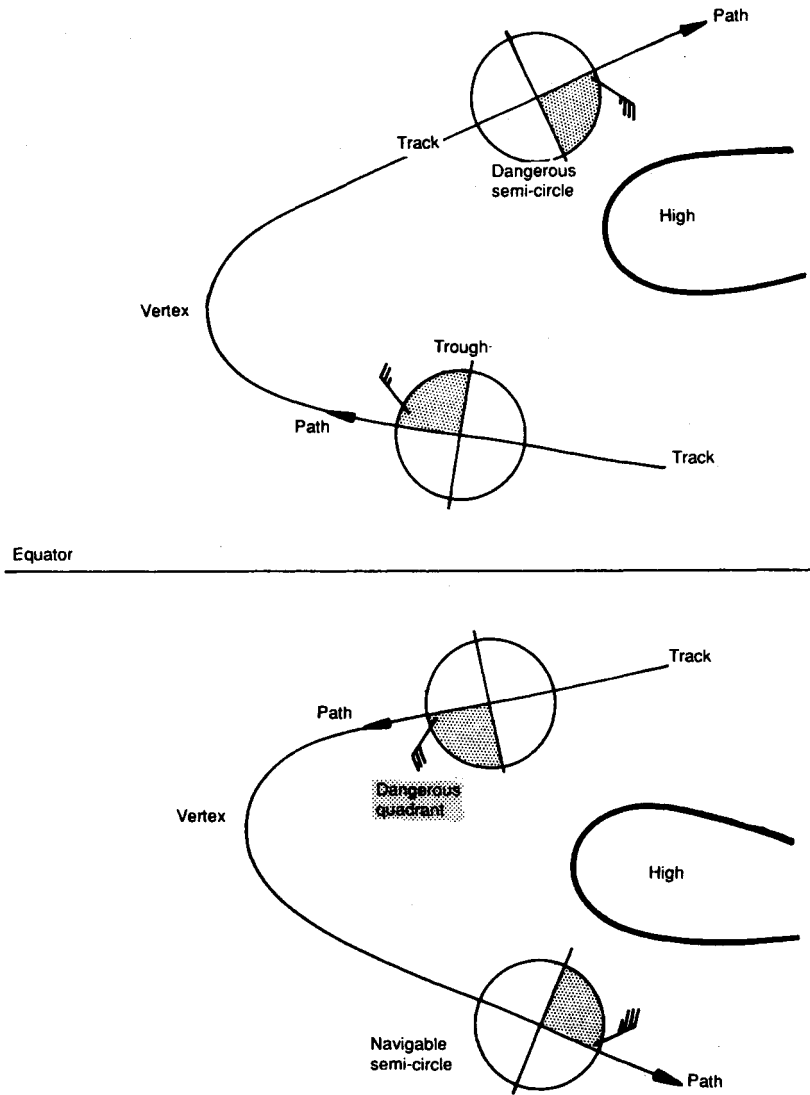 Path
Track
Dangerous
semi-circle
High
Vertex
Trough
Path
Track
Equator
Track
Path
Dangerous
quadrant
Vertex
High
Navigable
semi-circle
Path